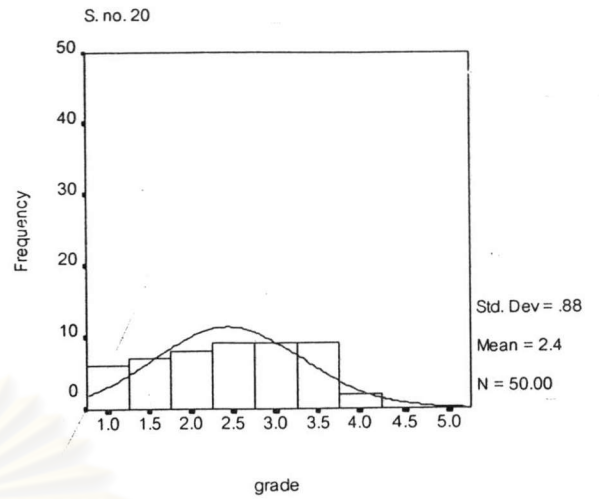 S. no. 20
50
40
30
20
10
0
Frequency
1.0 1.5 2.0 2.5 3.0 3.5 4.0 4.5 5.0
grade
Std. Dev = .88
Mean = 2.4
N = 50.00